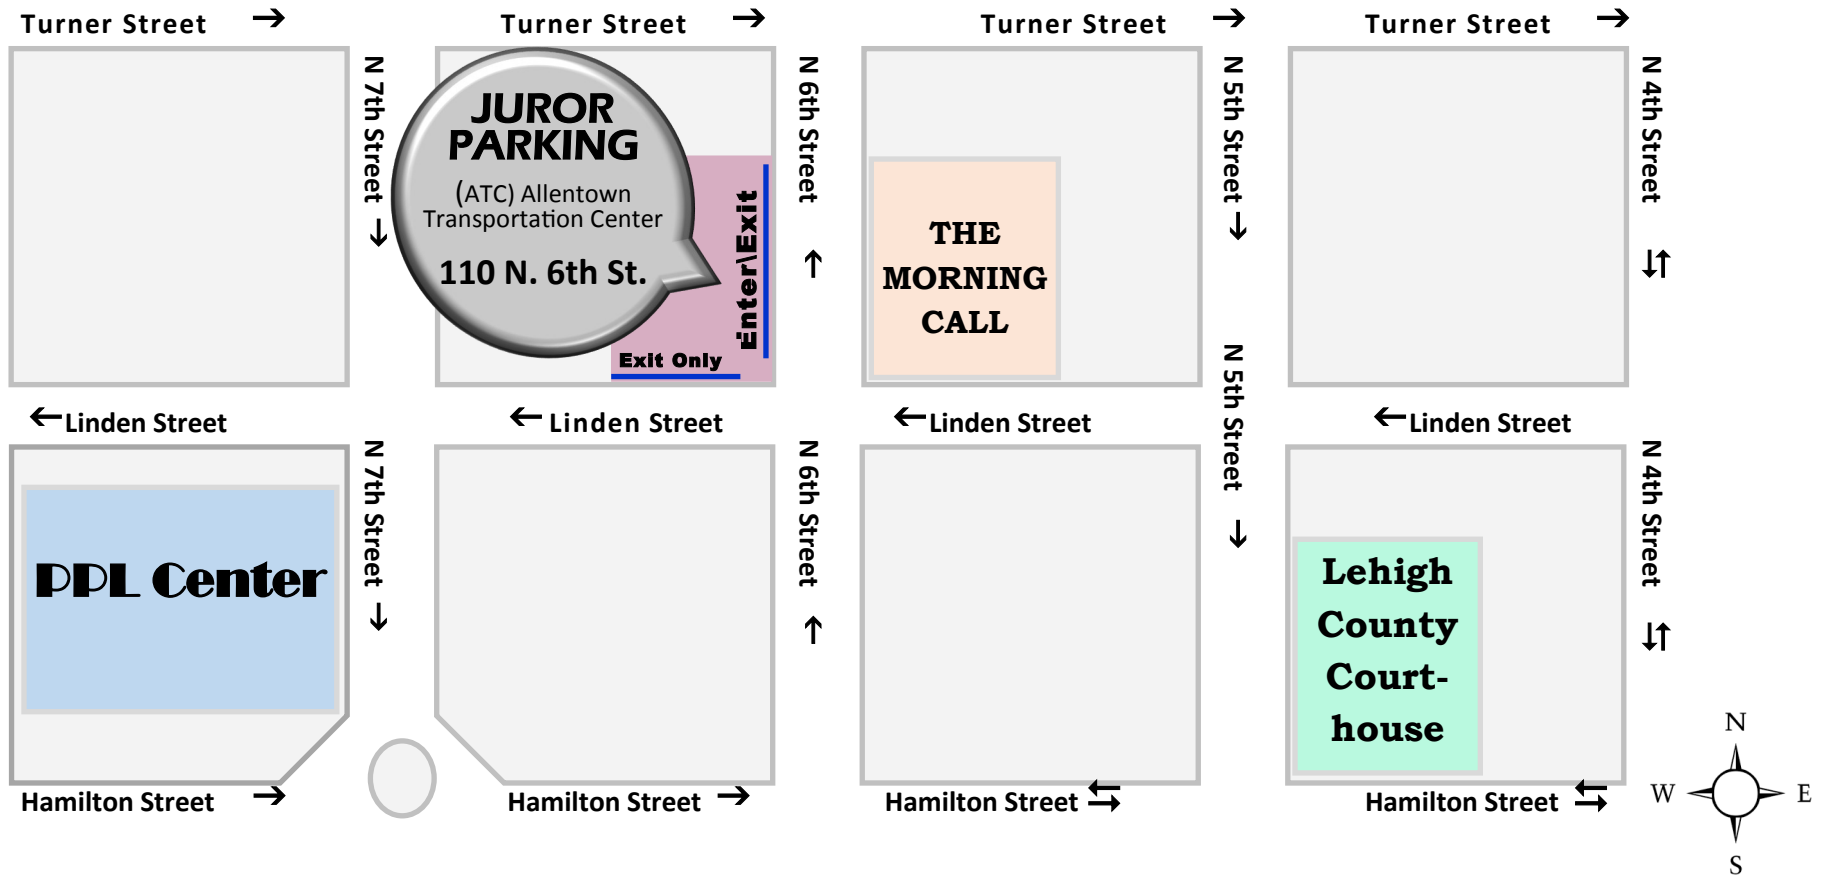 Turner Street →
Turner Street →
Turner Street →
Turner Street →
N 7th Street ↓
JUROR
PARKING
(ATC) Allentown
Transportation Center
110 N. 6th St.
Enter\Exit
Exit Only
N 6th Street ↑
THE
MORNING
CALL
N 5th Street ↓
N 4th Street ↓↑
← Linden Street
← Linden Street
← Linden Street
← Linden Street
PPL Center
N 7th Street ↓
N 6th Street ↑
N 5th Street ↓
Lehigh
County
Court-
house
N 4th Street ↓↑
Hamilton Street →
Hamilton Street →
Hamilton Street ⇆
Hamilton Street ⇆
N
W
E
S